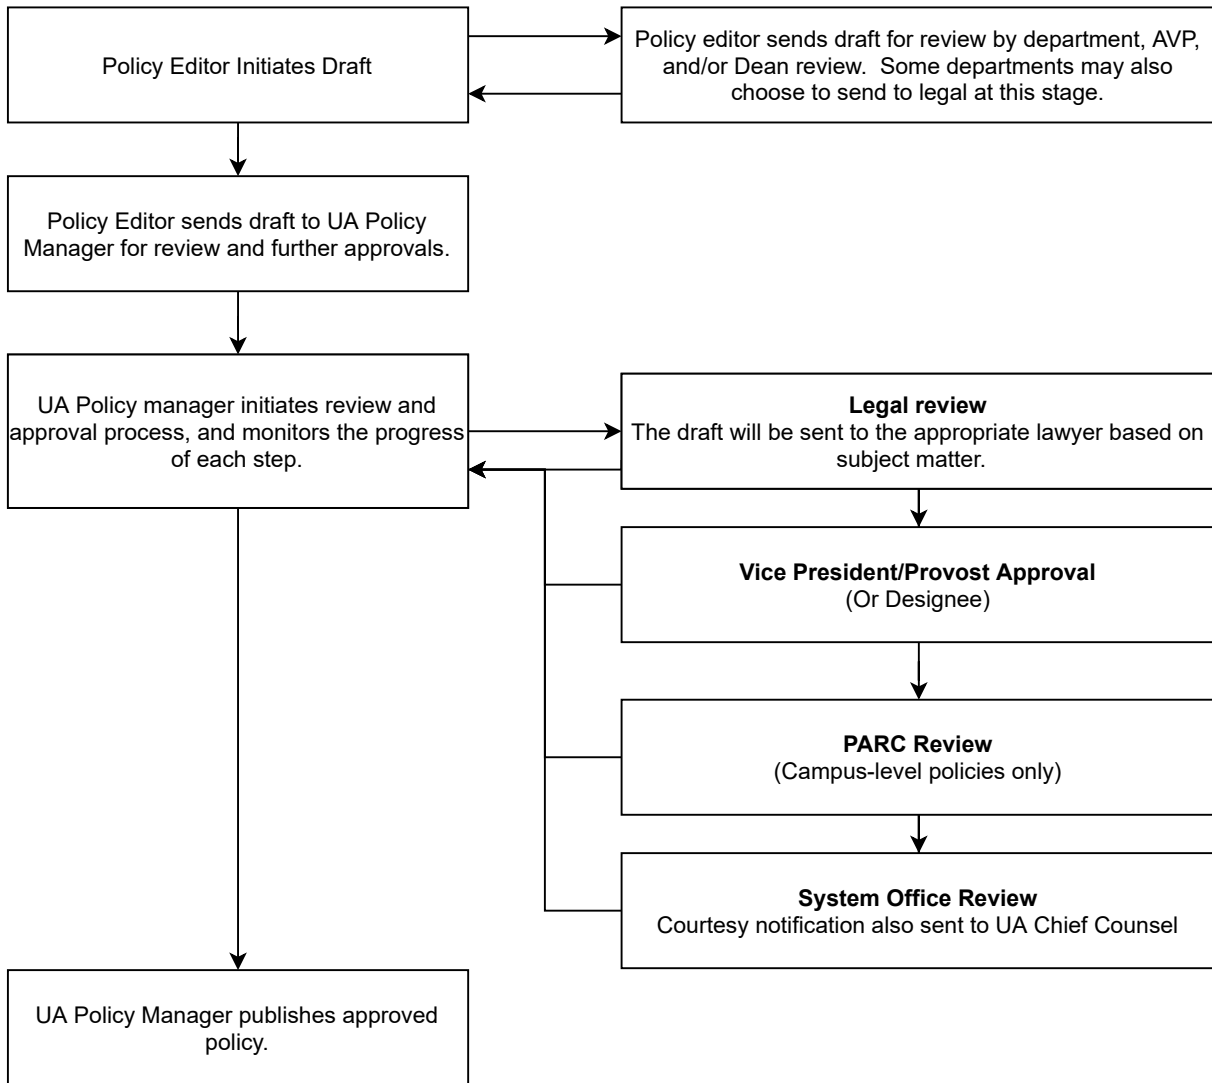 Policy Editor Initiates Draft
Policy editor sends draft for review by department, AVP,
and/or Dean review.  Some departments may also
choose to send to legal at this stage.
Policy Editor sends draft to UA Policy
Manager for review and further approvals.
UA Policy manager initiates review and
approval process, and monitors the progress
of each step.
Legal review
The draft will be sent to the appropriate lawyer based on
subject matter.
Vice President/Provost Approval
(Or Designee)
PARC Review
(Campus-level policies only)
System Office Review
Courtesy notification also sent to UA Chief Counsel
UA Policy Manager publishes approved
policy.